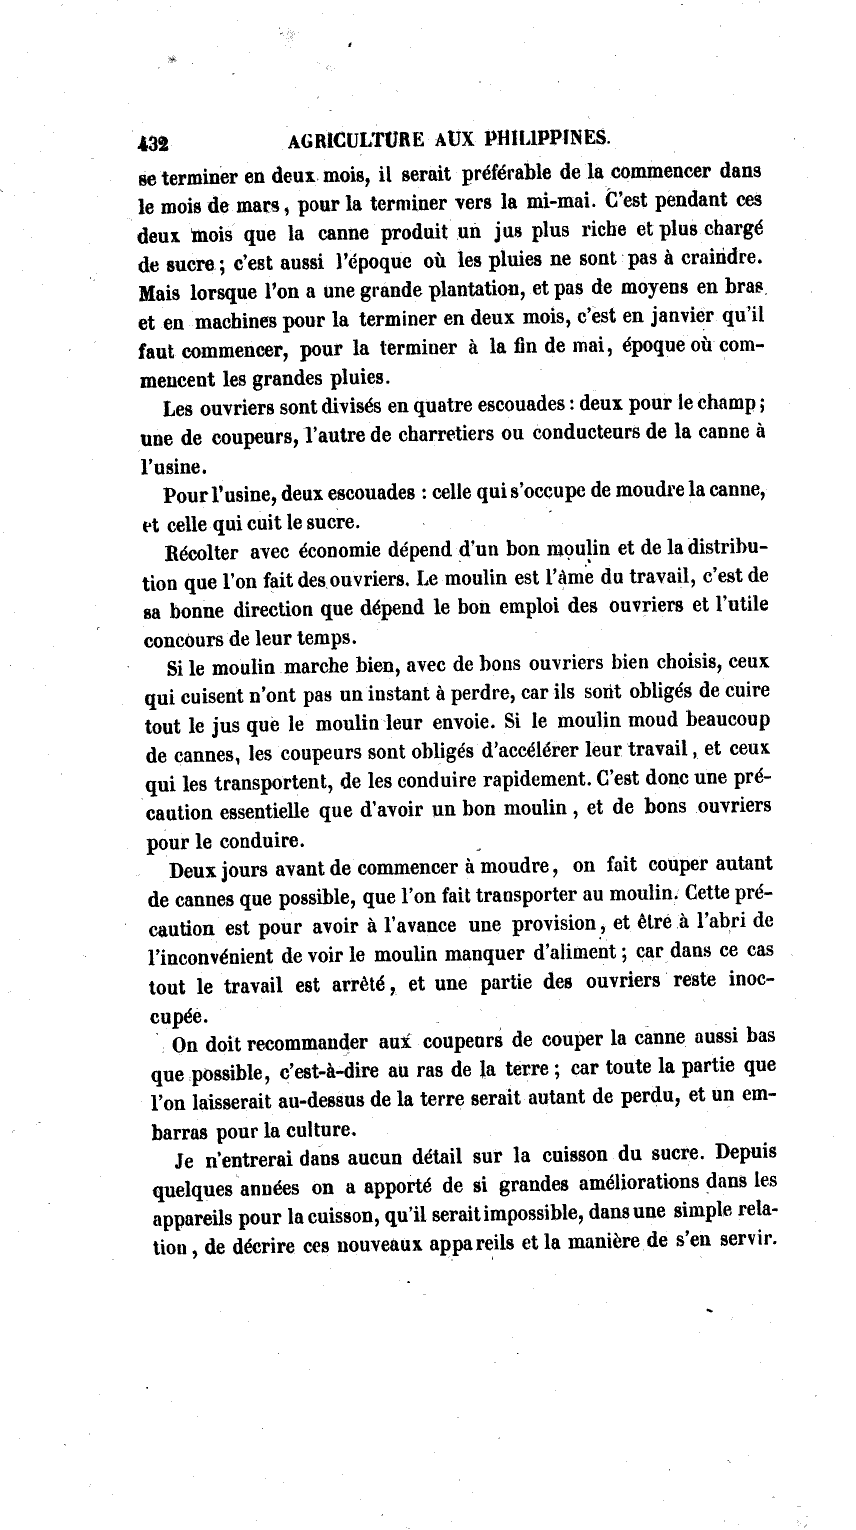 432 AGRICULTURE AUX PHILIPPINES.
se terminer en deux mois, il serait préférable de la commencer dans
le mois de mars, pour la terminer vers la mi-mai. C'est pendant ces
deux mois que la canne produit un jus plus riche et plus chargé
de sucre ; c'est aussi l'époque où les pluies ne sont pas à craindre.
Mais lorsque l'on a une grande plantation, et pas de moyens en bras
et en machines pour la terminer en deux mois, c'est en janvier qu'il
faut commencer, pour la terminer à la fin de mai, époque où com-
mencent les grandes pluies.
Les ouvriers sont divisés en quatre escouades : deux pour le champ ;
une de coupeurs, l'autre de charretiers ou conducteurs de la canne à
l'usine.
Pour l'usine, deux escouades : celle qui s'occupe de moudre la canne,
et celle qui cuit le sucre.
Récolter avec économie dépend d'un bon moulin et de la distribu-
tion que l'on fait des ouvriers. Le moulin est l'âme du travail, c'est de
sa bonne direction que dépend le bon emploi des ouvriers et l'utile
concours de leur temps.
Si le moulin marche bien, avec de bons ouvriers bien choisis, ceux
qui cuisent n'ont pas un instant à perdre, car ils sont obligés de cuire
tout le jus que le moulin leur envoie. Si le moulin moud beaucoup
de cannes, les coupeurs sont obligés d'accélérer leur travail, et ceux
qui les transportent, de les conduire rapidement. C'est donc une pré-
caution essentielle que d'avoir un bon moulin, et de bons ouvriers
pour le conduire.
Deux jours avant de commencer à moudre, on fait couper autant
de cannes que possible, que l'on fait transporter au moulin. Cette pré-
caution est pour avoir à l'avance une provision, et être à l'abri de
l'inconvénient de voir le moulin manquer d'aliment ; car dans ce cas
tout le travail est arrêté, et une partie des ouvriers reste inoc-
cupée.
On doit recommander aux coupeurs de couper la canne aussi bas
que possible, c'est-à-dire au ras de la terre ; car toute la partie que
l'on laisserait au-dessus de la terre serait autant de perdu, et un em-
barras pour la culture.
Je n'entrerai dans aucun détail sur la cuisson du sucre. Depuis
quelques années on a apporté de si grandes améliorations dans les
appareils pour la cuisson, qu'il serait impossible, dans une simple rela-
tion, de décrire ces nouveaux appareils et la manière de s'en servir.